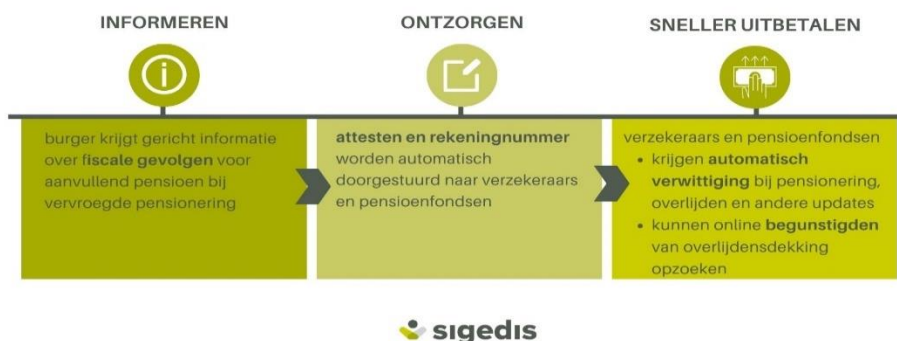 INFORMEREN
ONTZORGEN
SNELLER UITBETALEN
burger krijgt gericht informatie
over fiscale gevolgen voor
aanvullend pensioen bij
vervroegde pensionering
attesten en rekeningnummer
worden automatisch
doorgestuurd naar verzekeraars
en pensioenfondsen
verzekeraars en pensioenfondsen
• krijgen automatisch
verwittiging bij pensionering,
overlijden en andere updates
• kunnen online begunstigden
van overlijdensdekking
opzoeken
sigedis